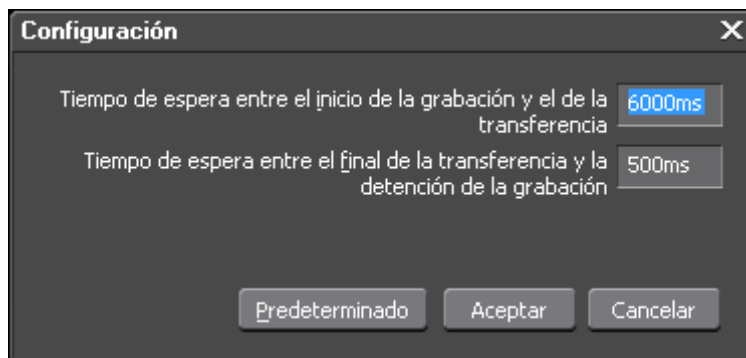 Configuración
Tiempo de espera entre el inicio de la grabación y el de la
transferencia
6000ms
Tiempo de espera entre el final de la transferencia y la
detención de la grabación
500ms
Predeterminado
Aceptar
Cancelar